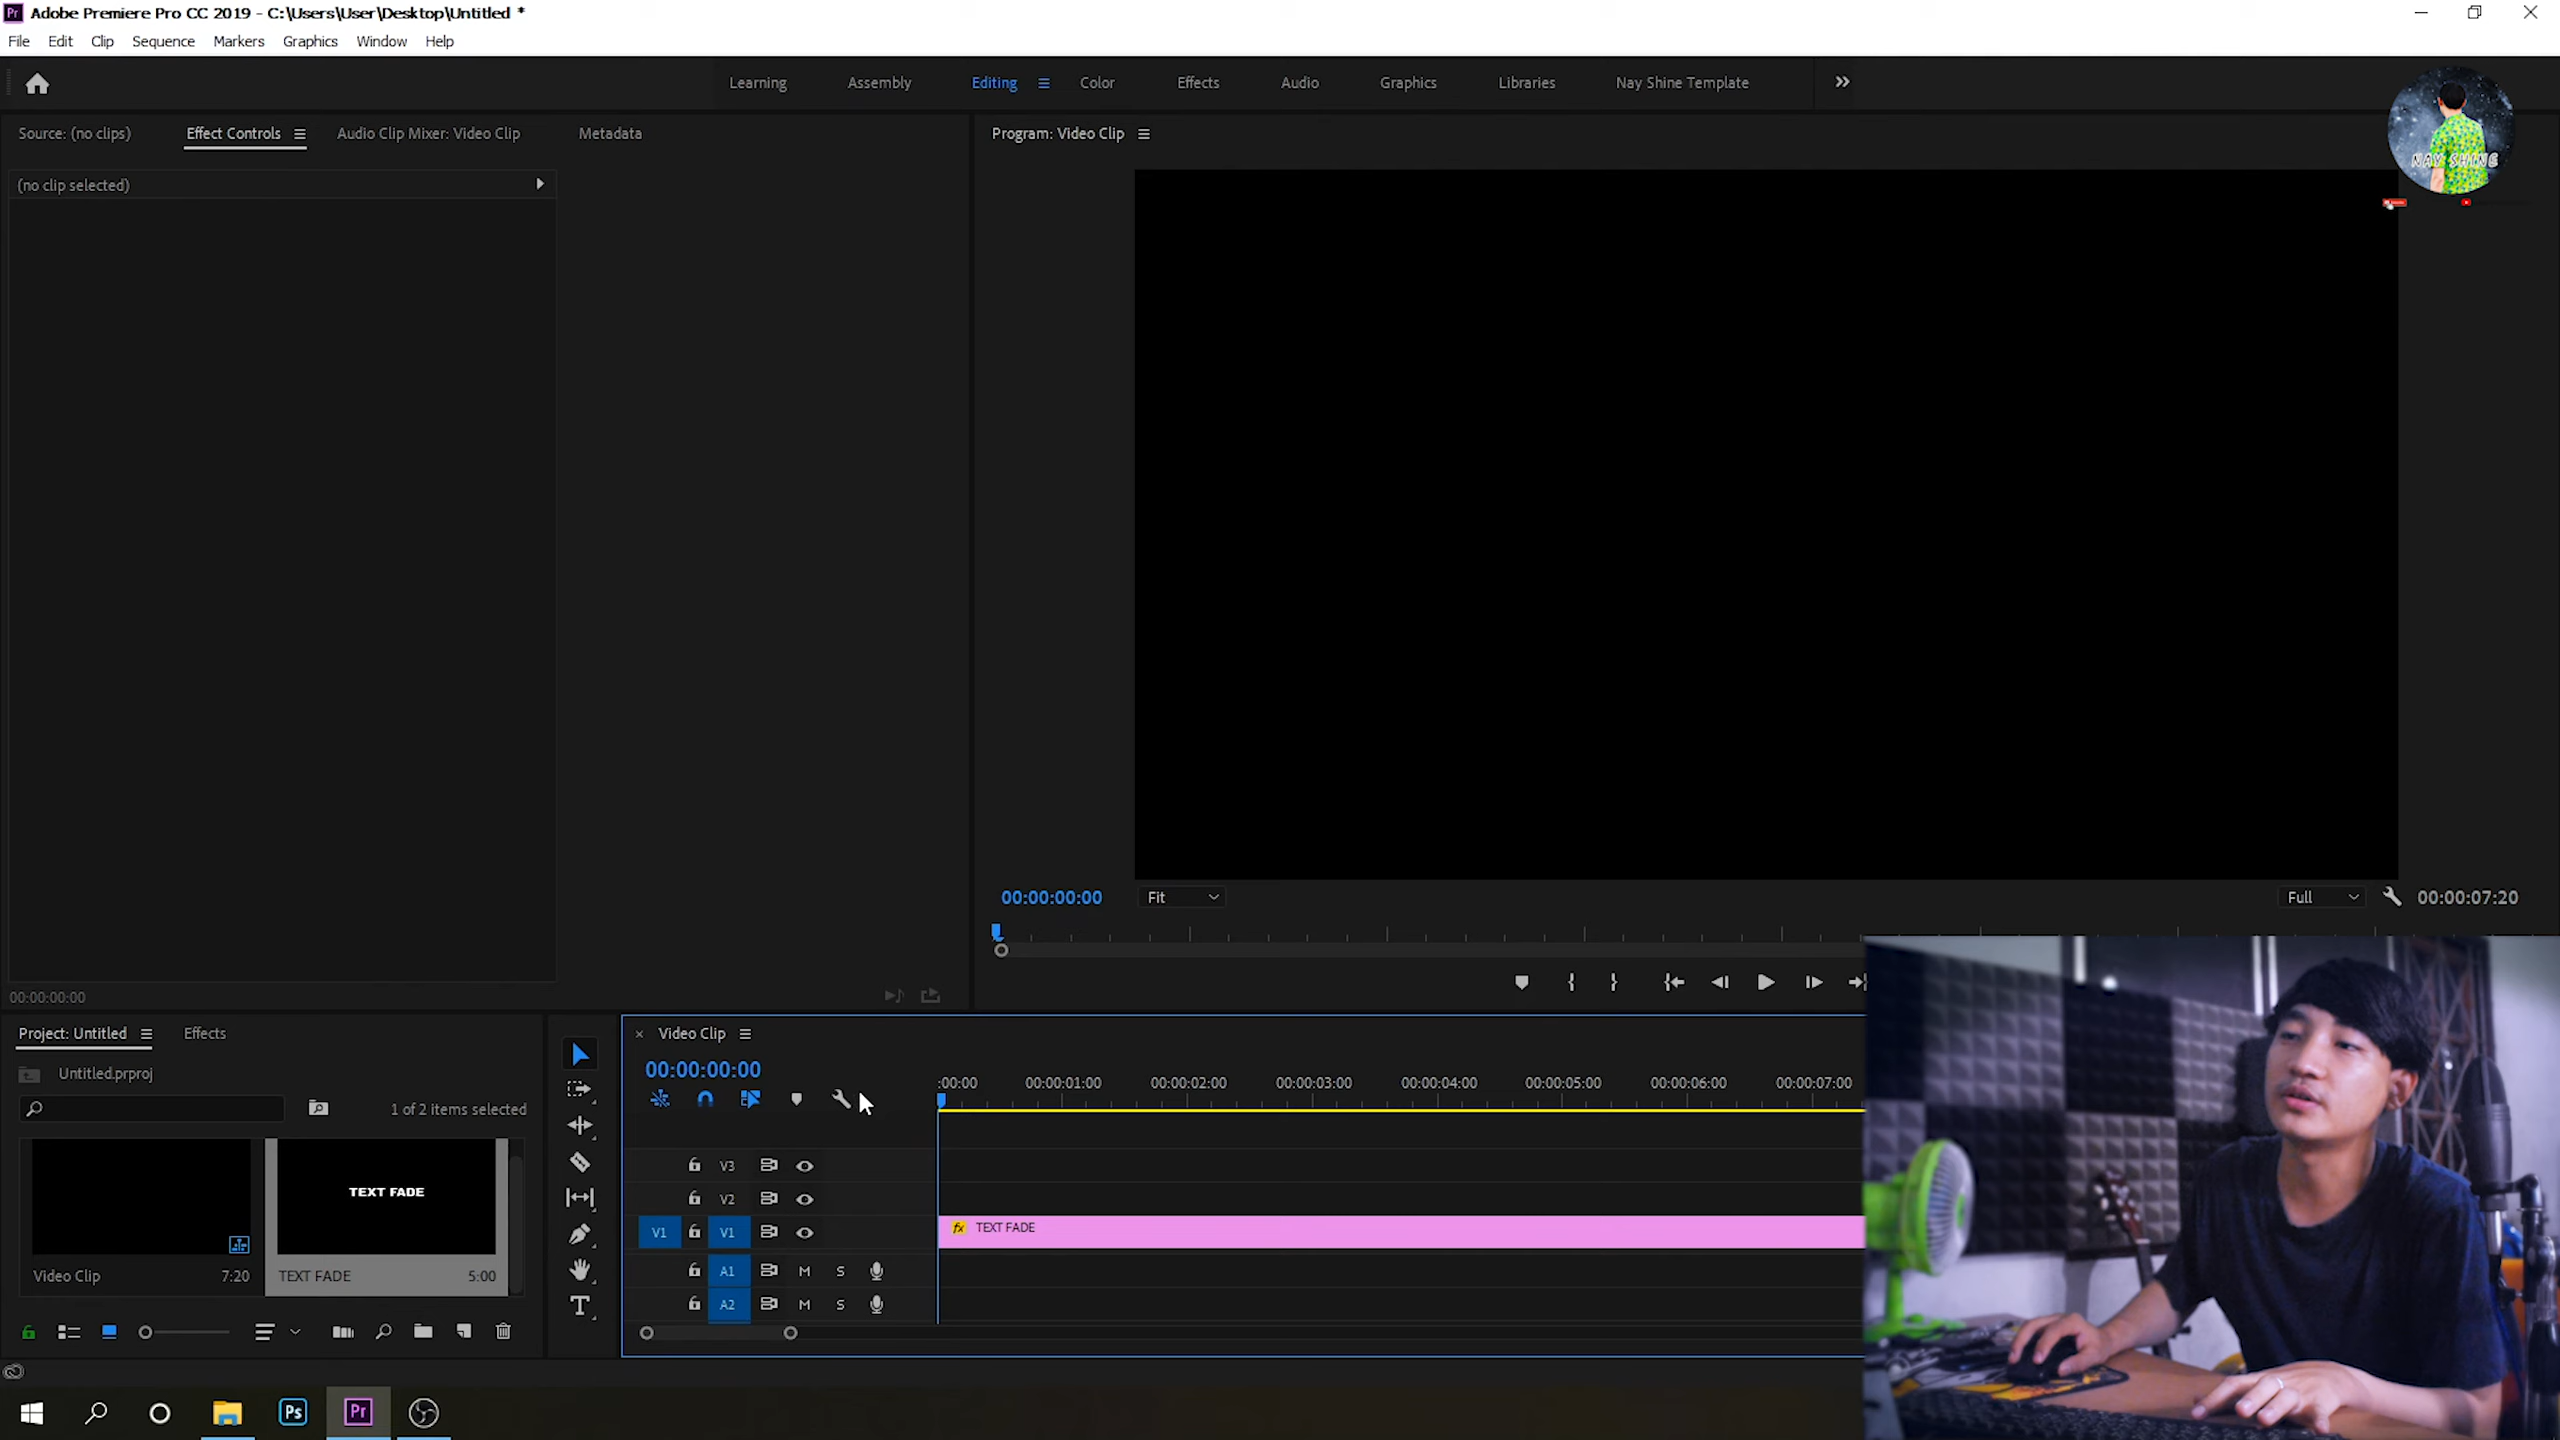 Adobe Premiere Pro CC 2019 - C:\Users\User\Desktop\Untitled *
File Edit Clip Sequence Markers Graphics Window Help
Learning Assembly Editing Color Effects Audio Graphics Libraries Nay Shine Template
Source: (no clips) Effect Controls Audio Clip Mixer: Video Clip Metadata
Program: Video Clip
NAY SHINE
(no clip selected)
00:00:00:00 Fit Full 00:00:07:20
00:00:00:00
Project: Untitled Effects
Untitled.prproj
1 of 2 items selected
TEXT FADE
Video Clip 7:20 TEXT FADE 5:00
Video Clip
00:00:00:00
:00:00 00:00:01:00 00:00:02:00 00:00:03:00 00:00:04:00 00:00:05:00 00:00:06:00 00:00:07:00
V3
V2
V1 V1 fx TEXT FADE
A1 M S
A2 M S
Ps Pr